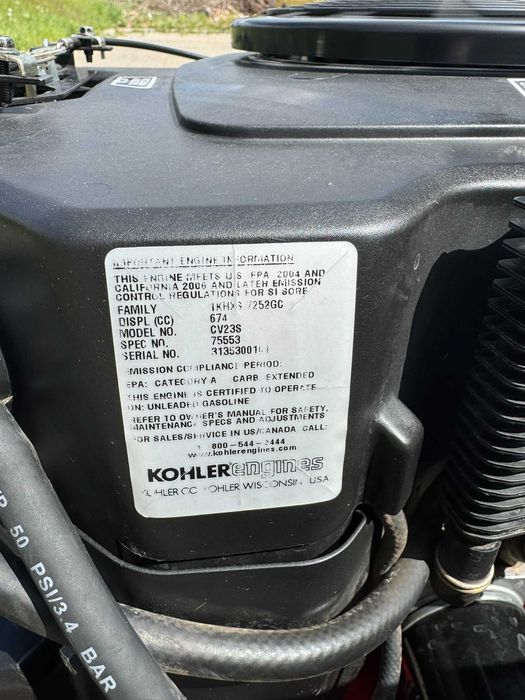 IMPORTANT ENGINE INFORMATION
THIS ENGINE MEETS U.S. EPA 2004 AND
CALIFORNIA 2006 AND LATER EMISSION
CONTROL REGULATIONS FOR SI SORE
FAMILY 1KHXS.7252GC
DISPL (CC) 674
MODEL NO. CV23S
SPEC NO. 75553
SERIAL NO.
EMISSION COMPLIANCE PERIOD:
EPA: CATEGORY A CARB: EXTENDED
THIS ENGINE IS CERTIFIED TO OPERATE
ON: UNLEADED GASOLINE
REFER TO OWNER'S MANUAL FOR SAFETY,
MAINTENANCE SPECS AND ADJUSTMENTS
FOR SALES/SERVICE IN US/CANADA CALL:
800-544-2444
www.kohlerengines.com
KOHLERengines
KOHLER CO. KOHLER WISCONSIN USA
50 PSI/3.4 BAR